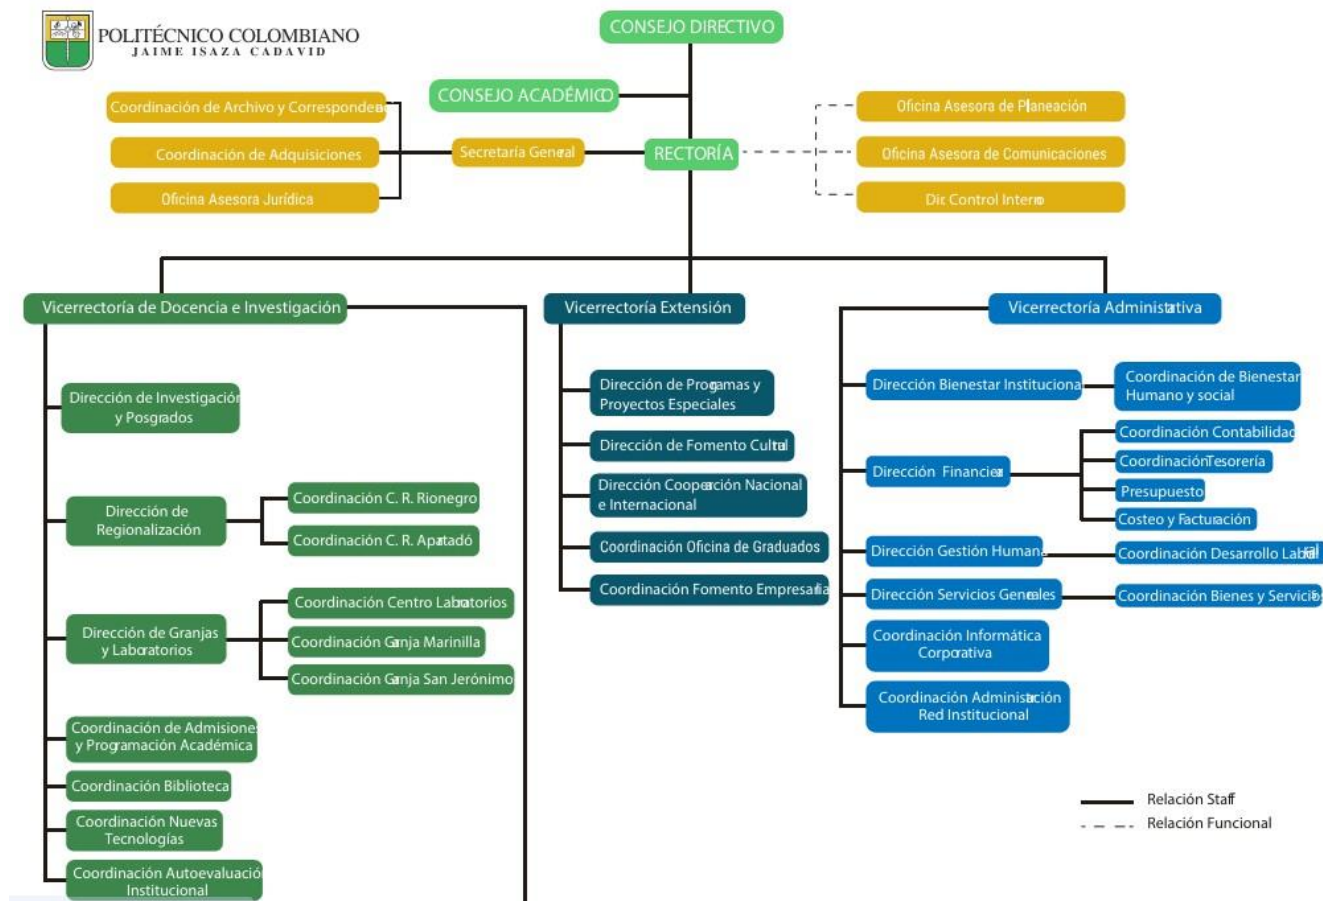 POLITÉCNICO COLOMBIANO
JAIME ISAZA CADAVID
CONSEJO DIRECTIVO
CONSEJO ACADÉMICO
Coordinación de Archivo y Corresponden
Coordinación de Adquisiciones
Oficina Asesora Jurídica
Secretaría General
RECTORÍA
Oficina Asesora de Planeación
Oficina Asesora de Comunicaciones
Dir. Control Interno
Vicerrectoría de Docencia e Investigación
Dirección de Investigación
y Posgrados
Dirección de
Regionalización
Coordinación C. R. Rionegro
Coordinación C. R. Apartadó
Dirección de Granjas
y Laboratorios
Coordinación Centro Laboratorios
Coordinación Granja Marinilla
Coordinación Granja San Jerónimo
Coordinación de Admisiones
y Programación Académica
Coordinación Biblioteca
Coordinación Nuevas
Tecnologías
Coordinación Autoevaluación
Institucional
Vicerrectoría Extensión
Dirección de Programas y
Proyectos Especiales
Dirección de Fomento Cultural
Dirección Cooperación Nacional
e Internacional
Coordinación Oficina de Graduados
Coordinación Fomento Empresarial
Vicerrectoría Administrativa
Dirección Bienestar Institucional
Coordinación de Bienestar
Humano y social
Dirección Financiera
Coordinación Contabilidad
Coordinación Tesorería
Presupuesto
Costeo y Facturación
Dirección Gestión Humana
Coordinación Desarrollo Laboral
Dirección Servicios Generales
Coordinación Bienes y Servicios
Coordinación Informática
Corporativa
Coordinación Administración
Red Institucional
Relación Staff
Relación Funcional